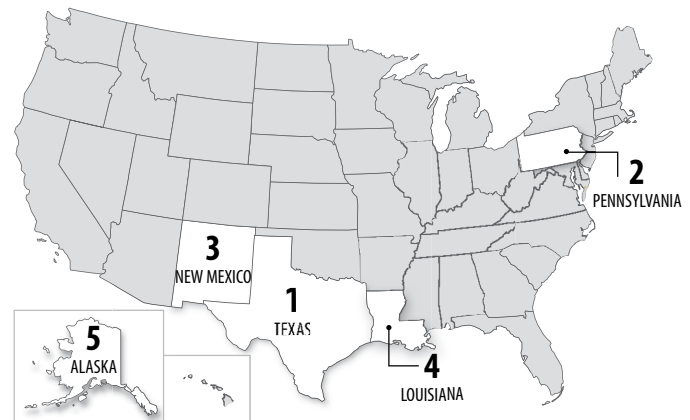 2
PENNSYLVANIA
3
NEW MEXICO
1
TEXAS
5
ALASKA
4
LOUISIANA